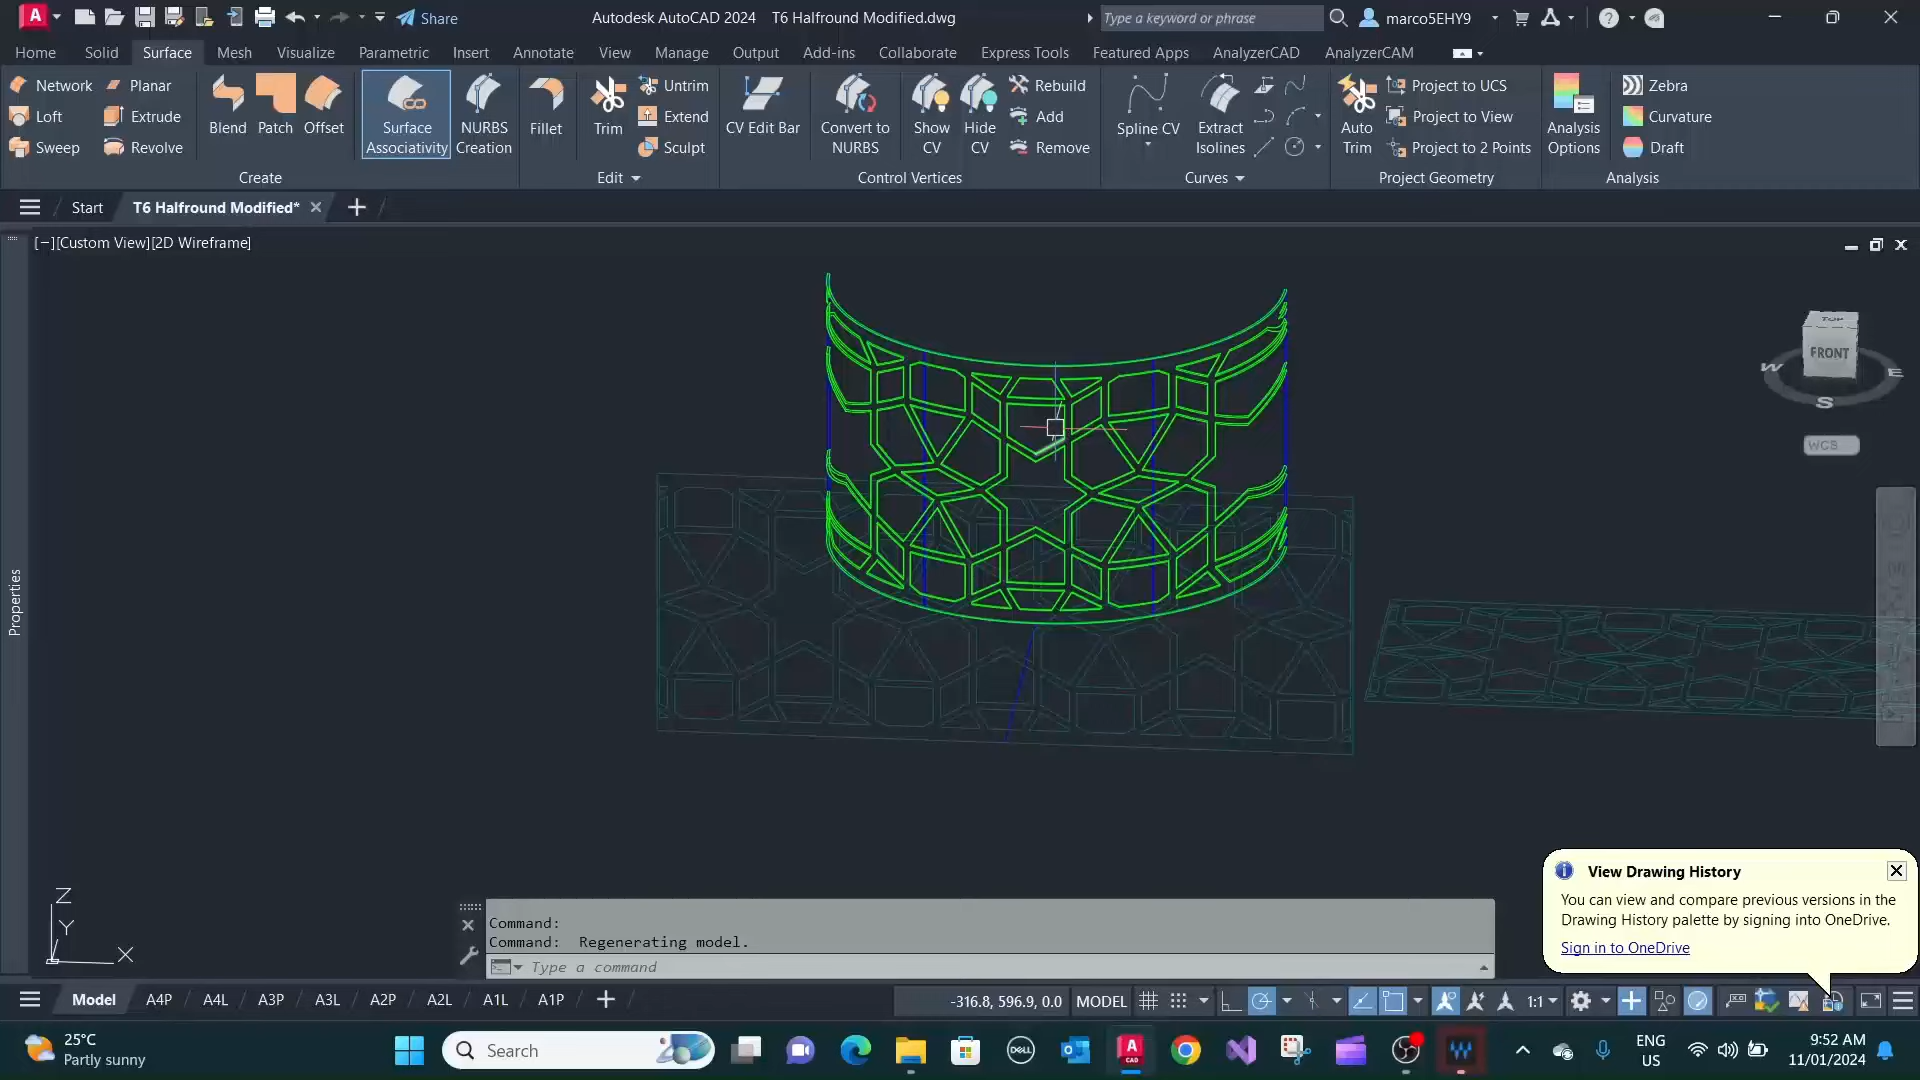 A Share Autodesk AutoCAD 2024 T6 Halfround Modified.dwg Type a keyword or phrase marco5EHY9
Home Solid Surface Mesh Visualize Parametric Insert Annotate View Manage Output Add-ins Collaborate Express Tools Featured Apps AnalyzerCAD AnalyzerCAM
Network Planar
Loft Extrude
Sweep Revolve
Blend Patch Offset
Surface Associativity
NURBS Creation
Create
Fillet
Trim
Untrim
Extend
Sculpt
Edit
CV Edit Bar
Convert to NURBS
Show CV
Hide CV
Rebuild
Add
Remove
Control Vertices
Spline CV
Extract Isolines
Curves
Auto Trim
Project to UCS
Project to View
Project to 2 Points
Project Geometry
Analysis Options
Zebra
Curvature
Draft
Analysis
Start T6 Halfround Modified*
[−][Custom View][2D Wireframe]
TOP
FRONT
W E
S
WCS
Properties
View Drawing History
You can view and compare previous versions in the
Drawing History palette by signing into OneDrive.
Sign in to OneDrive
Z
Y
X
Command:
Command: Regenerating model.
Type a command
Model A4P A4L A3P A3L A2P A2L A1L A1P -316.8, 596.9, 0.0 MODEL 1:1
25°C
Partly sunny
Search
DELL
A
CAD
ENG
US
9:52 AM
11/01/2024